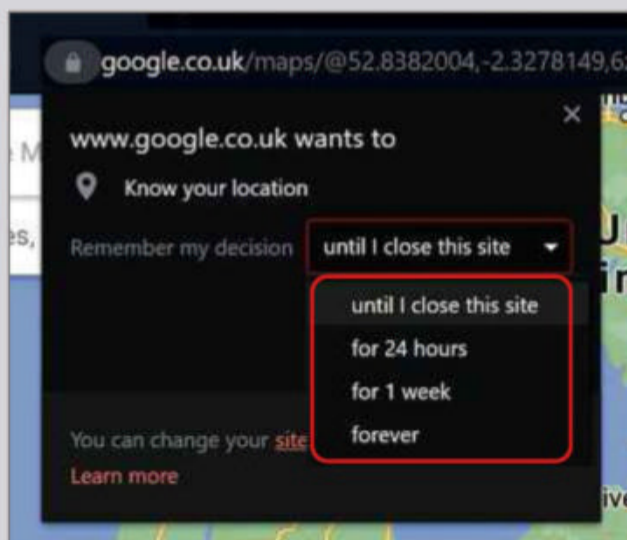 google.co.uk/maps/@52.8382004,-2.3278149,6
www.google.co.uk wants to
Know your location
Remember my decision until I close this site
until I close this site
for 24 hours
for 1 week
forever
You can change your site
Learn more